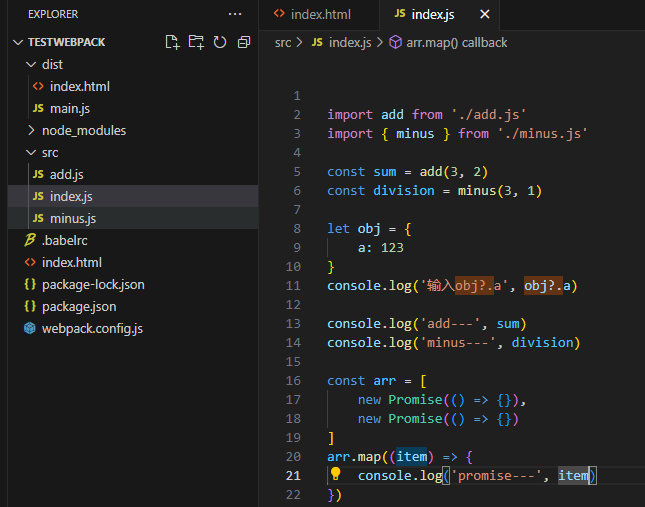 EXPLORER
...
TESTWEBPACK
dist
index.html
main.js
node_modules
src
JS add.js
JS index.js
JS minus.js
.babelrc
index.html
package-lock.json
package.json
webpack.config.js
index.html
JS index.js
src > JS index.js > arr.map() callback
1
2 import add from './add.js'
3 import { minus } from './minus.js'
4
5 const sum = add(3, 2)
6 const division = minus(3, 1)
7
8 let obj = {
9 a: 123
10 }
11 console.log('输入obj?.a', obj?.a)
12
13 console.log('add---', sum)
14 console.log('minus---', division)
15
16 const arr = [
17 new Promise(() => {}),
18 new Promise(() => {})
19 ]
20 arr.map((item) => {
21 console.log('promise---', item)
22 })